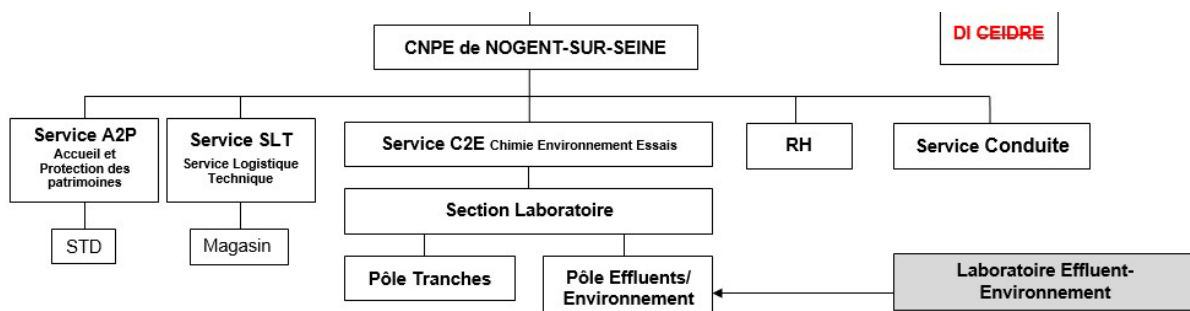 CNPE de NOGENT-SUR-SEINE
DI CEIDRE
Service A2P
Accueil et
Protection des
patrimoines
Service SLT
Service Logistique
Technique
Service C2E Chimie Environnement Essais
RH
Service Conduite
Section Laboratoire
STD
Magasin
Pôle Tranches
Pôle Effluents/
Environnement
Laboratoire Effluent-
Environnement